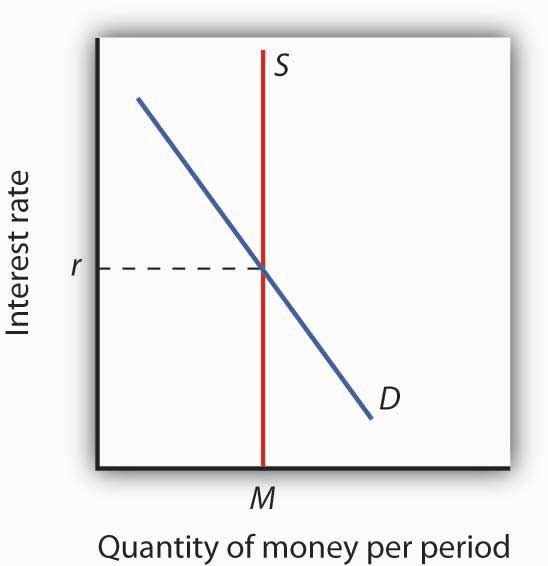 S
Interest rate
r
D
M
Quantity of money per period